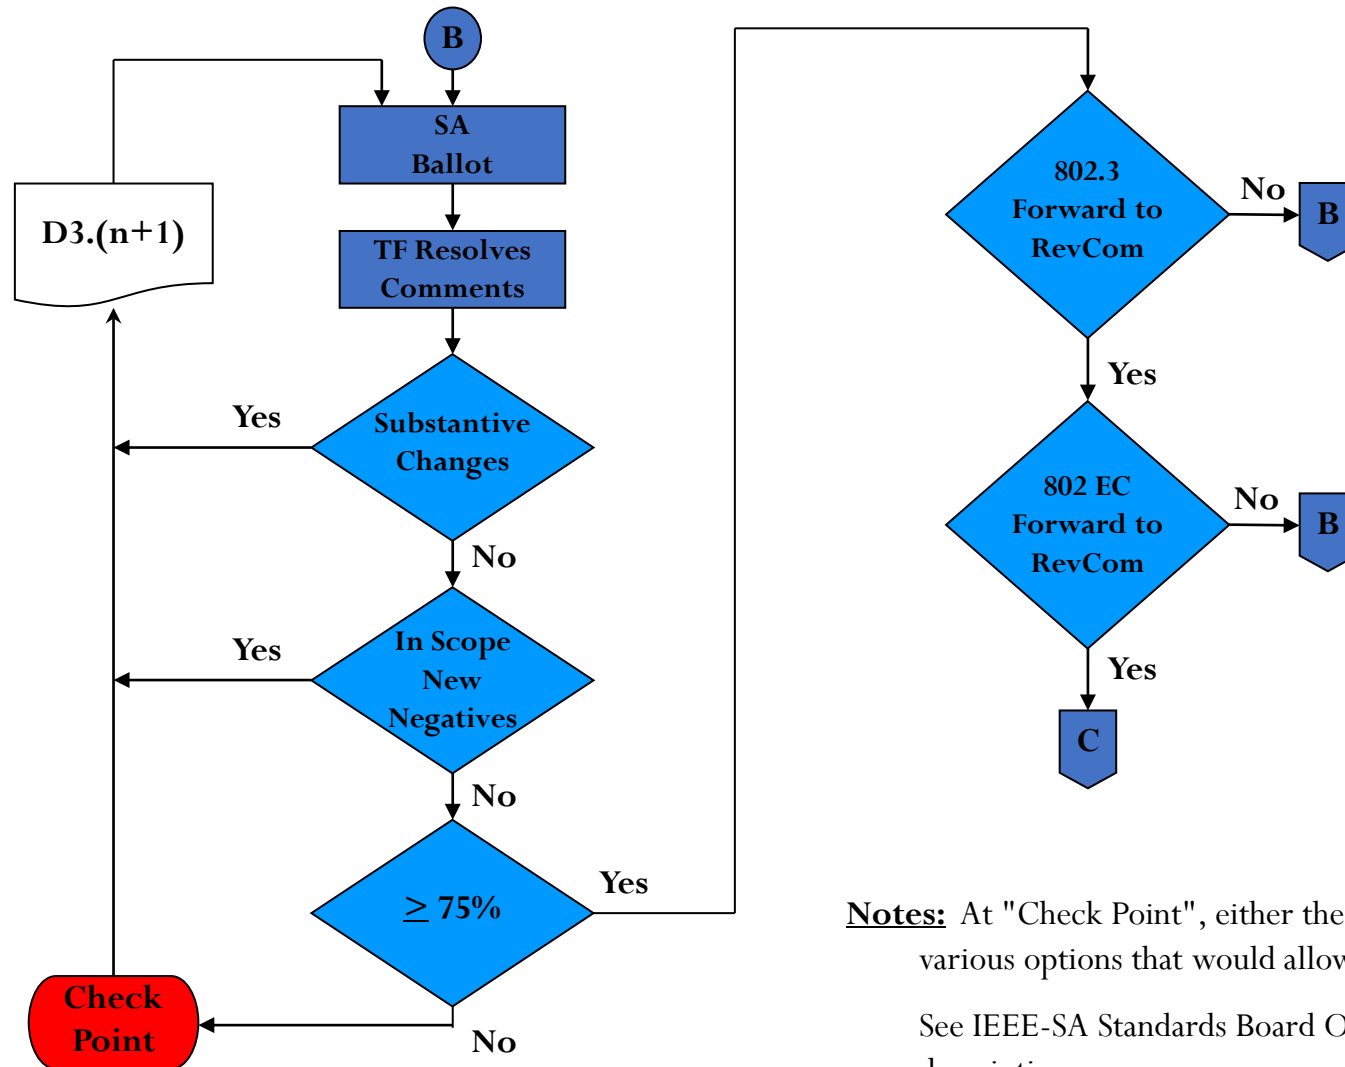 B
SA
Ballot
D3.(n+1)
TF Resolves
Comments
Substantive
Changes
Yes
No
In Scope
New
Negatives
Yes
No
≥ 75%
Yes
No
Check
Point
802.3
Forward to
RevCom
No
B
Yes
802 EC
Forward to
RevCom
No
B
Yes
C
Notes: At "Check Point", either the
various options that would allow
See IEEE-SA Standards Board O